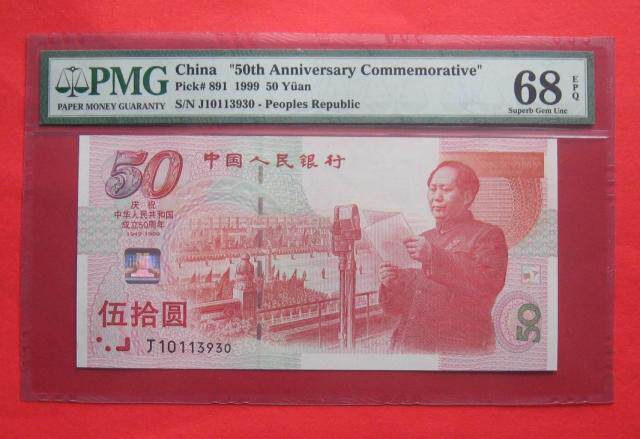 PMG
PAPER MONEY GUARANTY
China "50th Anniversary Commemorative"
Pick# 891 1999 50 Yüan
S/N J10113930 - Peoples Republic
68 EPQ
Superb Gem Unc
50
中国人民银行
庆祝
中华人民共和国
成立50周年
1949-1999
伍拾圆
J10113930
50